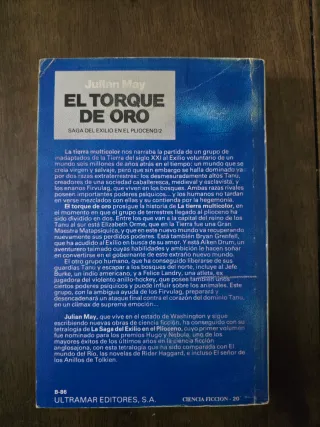 Julian May
EL TORQUE
DE ORO
SAGA DEL EXILIO EN EL PLIOCENO/2
La tierra multicolor nos narraba la partida de un grupo de
inadaptados de la Tierra del siglo XXI al Exilio voluntario de un
mundo seis millones de años atrás en el tiempo: un mundo que se
creía virgen y salvaje, pero que sin embargo se halla dominado ya
por dos razas extraterrestres: los desmesuradamente altos Tanu,
creadores de una sociedad caballeresca, medieval y esclavista, y
los enanos Firvulag, que viven en los bosques. Ambas razas rivales
poseen importantes poderes psíquicos... y los humanos no tardan
en verse mezclados con ellas y su contienda por la hegemonía.
El torque de oro prosigue la historia de La tierra multicolor, en
el momento en que el grupo de terrestres llegado al plioceno ha
sido dividido en dos. Entre los que van a la capital del reino de los
Tanu al sur está Elizabeth Orme, que en la Tierra fue una Gran
Maestra Metapsíquica, y que en este nuevo mundo va recuperando
nuevamente sus perdidos poderes. Está también Bryan Grenfell,
que ha acudido al Exilio en busca de su amor. Y está Aiken Drum, un
aventurero taimado cuyas habilidades y ambición le hacen soñar
en convertirse en el gobernante de este extraño nuevo mundo.
El otro grupo humano, que ha conseguido liberarse de sus
guardias Tanu y escapar a los bosques del norte, incluye al Jefe
Burke, un indio americano, y a Felice Landry, una atleta, ex
jugadora del violento anillo-hockey, que posee también unos
ciertos poderes psíquicos y puede influir sobre los animales. Este
grupo, con la ambigua ayuda de los Firvulag, preparará y
desencadenará un ataque final contra el corazón del dominio Tanu,
en un clímax de suprema emoción...
Julian May, que vive en el estado de Washington y sigue
escribiendo nuevas obras de ciencia ficción, ha conseguido con su
tetralogía de La Saga del Exilio en el Plioceno, cuyo primer volumen
fue nominado para los premios Hugo y Nebula, uno de los
mayores éxitos de los últimos años en la ciencia ficción
anglosajona, con esta tetralogía que ha sido comparada con El
mundo del Río, las novelas de Rider Haggard, e incluso El señor de
los Anillos de Tolkien.
B-86
ULTRAMAR EDITORES, S.A.
CIENCIA FICCION - 20